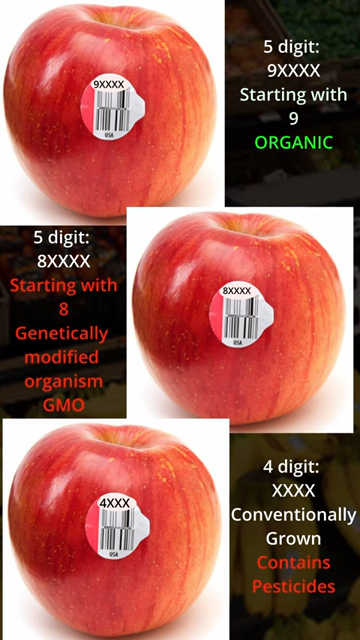 9XXXX
USA
5 digit:
9XXXX
Starting with
9
ORGANIC
5 digit:
8XXXX
Starting with
8
Genetically
modified
organism
GMO
8XXXX
USA
4XXX
USA
4 digit:
XXXX
Conventionally
Grown
Contains
Pesticides